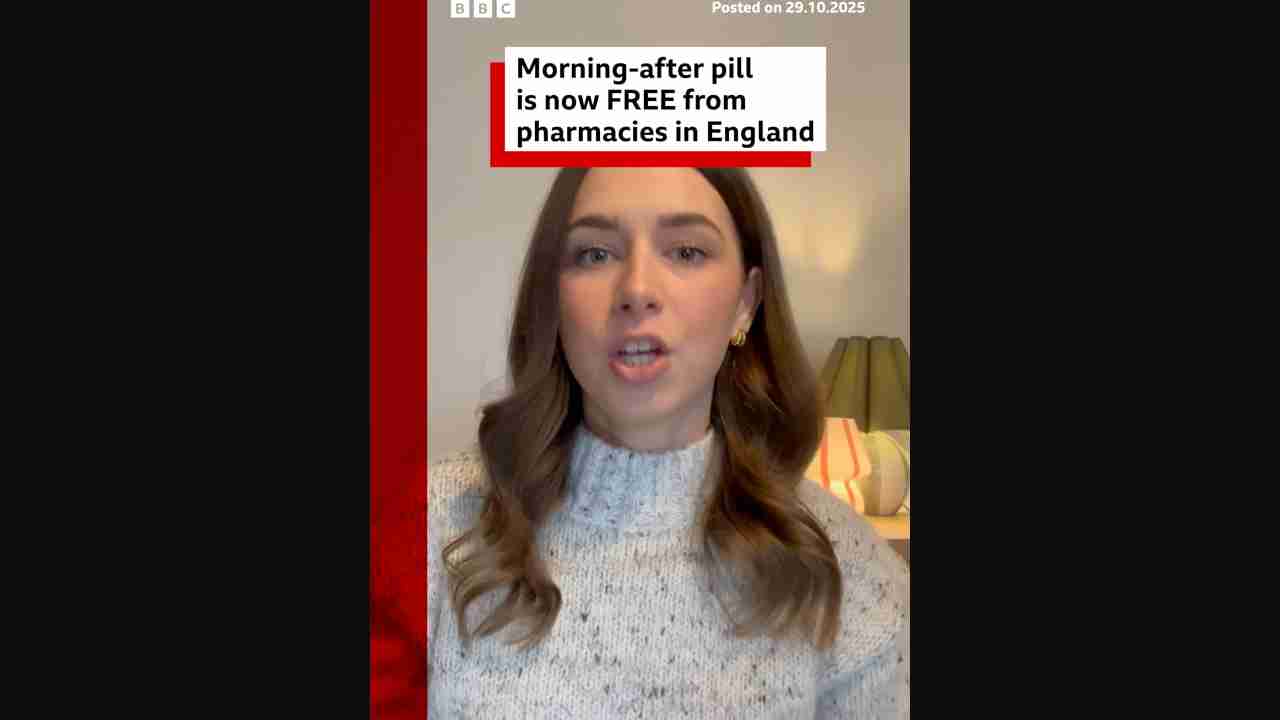 BBC
Posted on 29.10.2025
Morning-after pill
is now FREE from
pharmacies in England